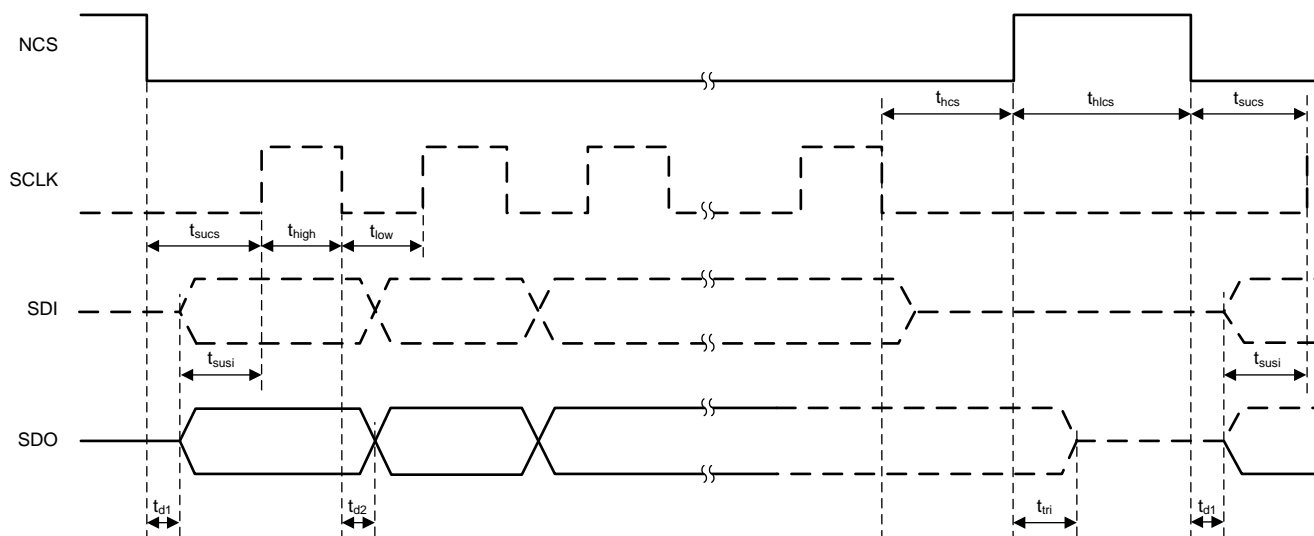 NCS
t_hcs t_hlcs t_sucs
SCLK
t_sucs t_high t_low
SDI
t_susi t_susi
SDO
t_d1 t_d2 t_tri t_d1